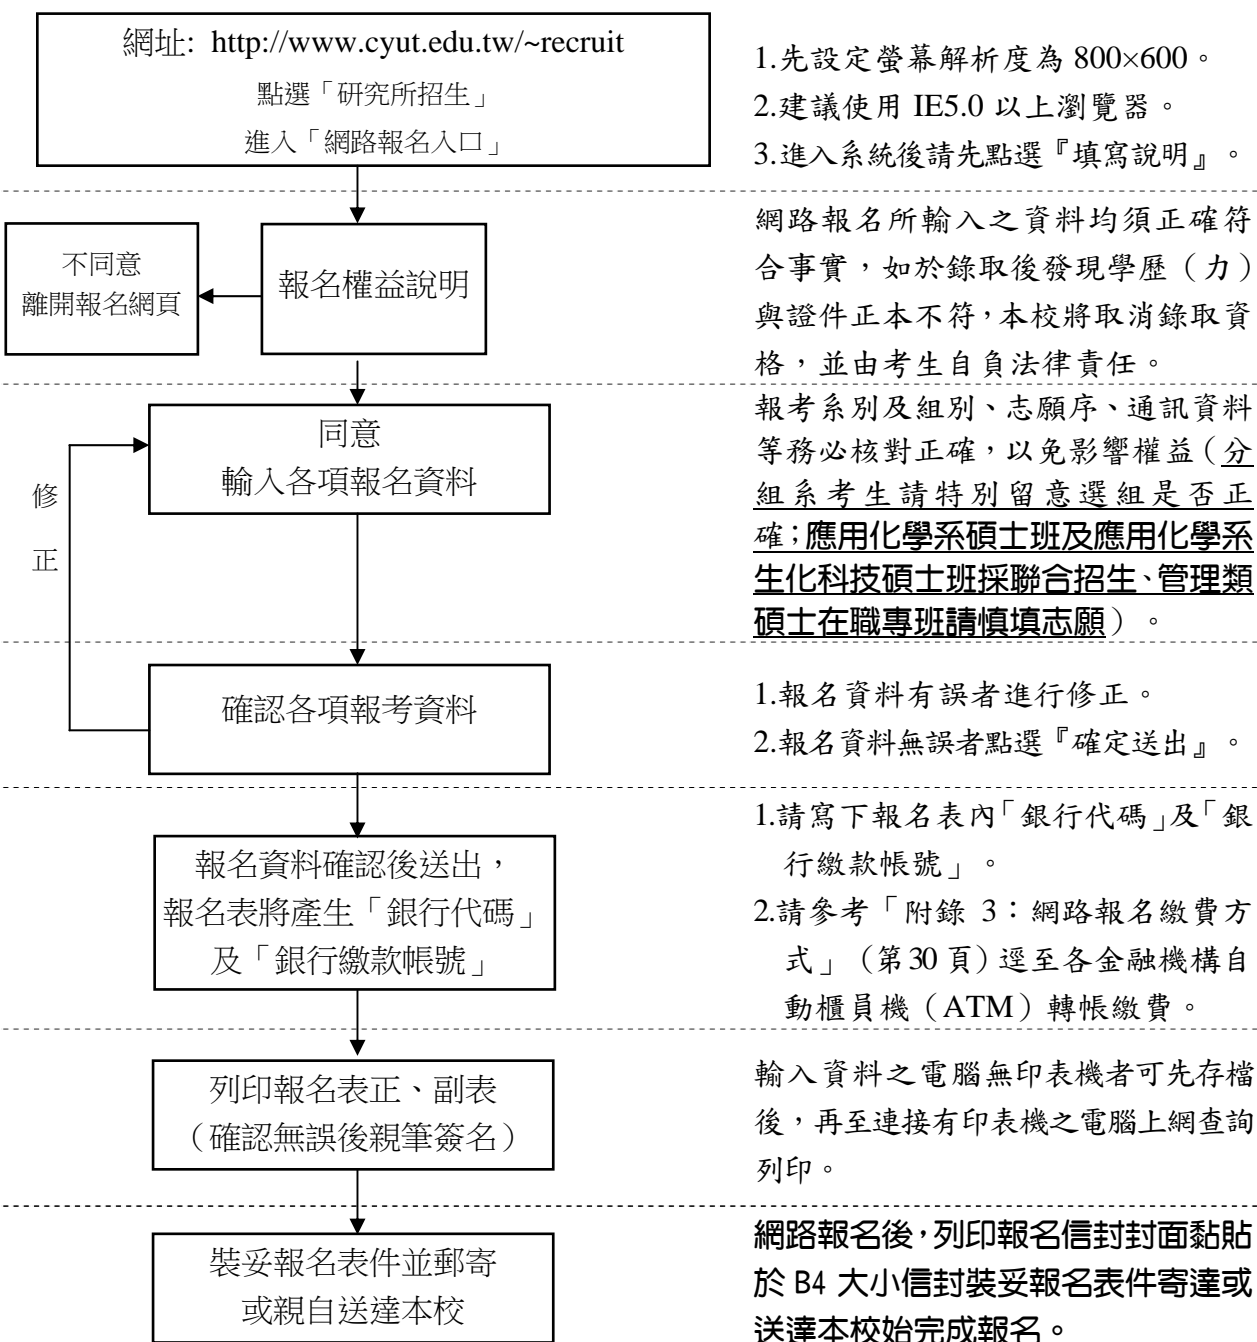 網址: http://www.cyut.edu.tw/~recruit
點選「研究所招生」
進入「網路報名入口」
1.先設定螢幕解析度為 800×600。
2.建議使用 IE5.0 以上瀏覽器。
3.進入系統後請先點選『填寫說明』。
不同意
離開報名網頁
報名權益說明
網路報名所輸入之資料均須正確符
合事實，如於錄取後發現學歷（力）
與證件正本不符，本校將取消錄取資
格，並由考生自負法律責任。
同意
輸入各項報名資料
修
正
報考系別及組別、志願序、通訊資料
等務必核對正確，以免影響權益（分
組系考生請特別留意選組是否正
確；應用化學系碩士班及應用化學系
生化科技碩士班採聯合招生、管理類
碩士在職專班請慎填志願）。
確認各項報考資料
1.報名資料有誤者進行修正。
2.報名資料無誤者點選『確定送出』。
報名資料確認後送出，
報名表將產生「銀行代碼」
及「銀行繳款帳號」
1.請寫下報名表內「銀行代碼」及「銀
行繳款帳號」。
2.請參考「附錄 3：網路報名繳費方
式」（第30頁）逕至各金融機構自
動櫃員機（ATM）轉帳繳費。
列印報名表正、副表
（確認無誤後親筆簽名）
輸入資料之電腦無印表機者可先存檔
後，再至連接有印表機之電腦上網查詢
列印。
裝妥報名表件並郵寄
或親自送達本校
網路報名後，列印報名信封封面黏貼
於 B4 大小信封裝妥報名表件寄達或
送達本校始完成報名。